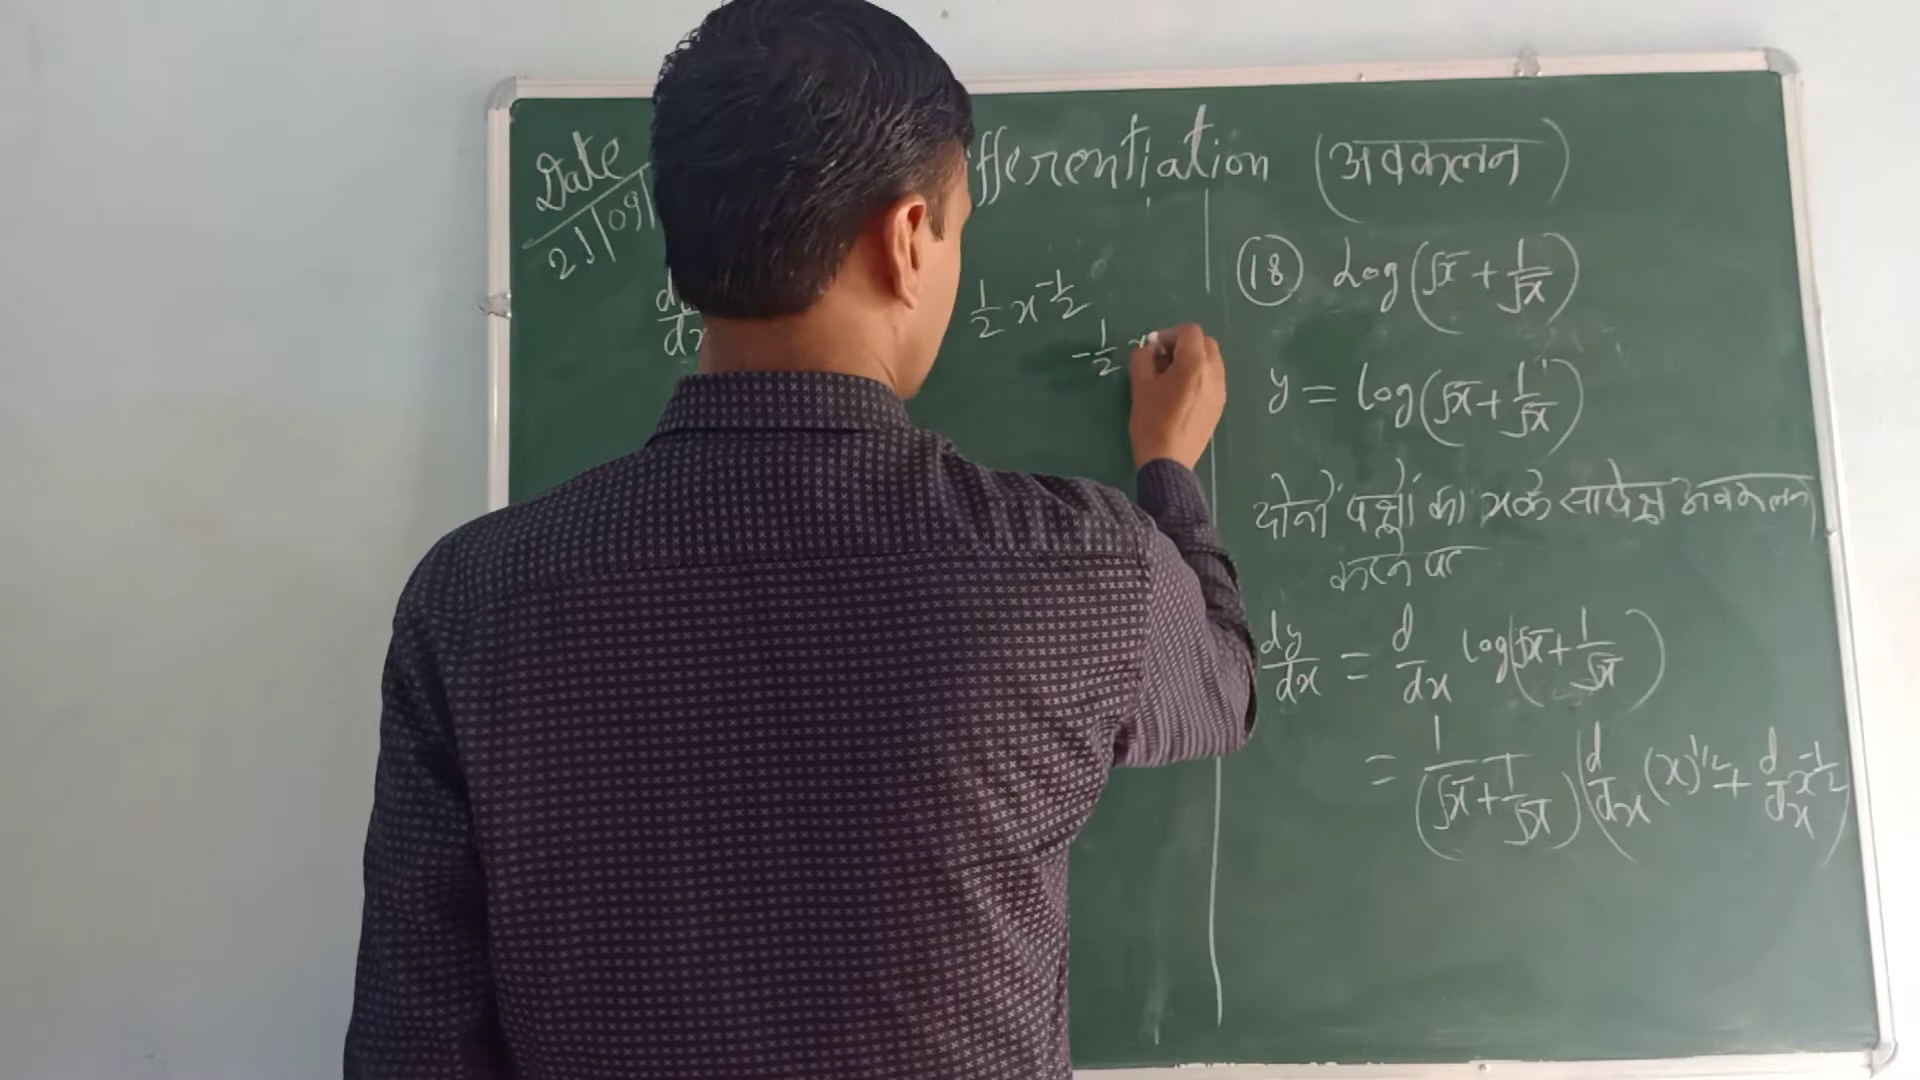 Date
21/09/
ifferentiation (अवकलन)
d
dx
1/2 x^-1/2
-1/2
(18) Log(√x + 1/√x)
y = log(√x + 1/√x)
दोनों पक्षों का x के सापेक्ष अवकलन
करने पर
dy/dx = d/dx log(√x + 1/√x)
= 1/(√x + 1/√x) (d/dx (x)^1/2 + d/dx x^-1/2)